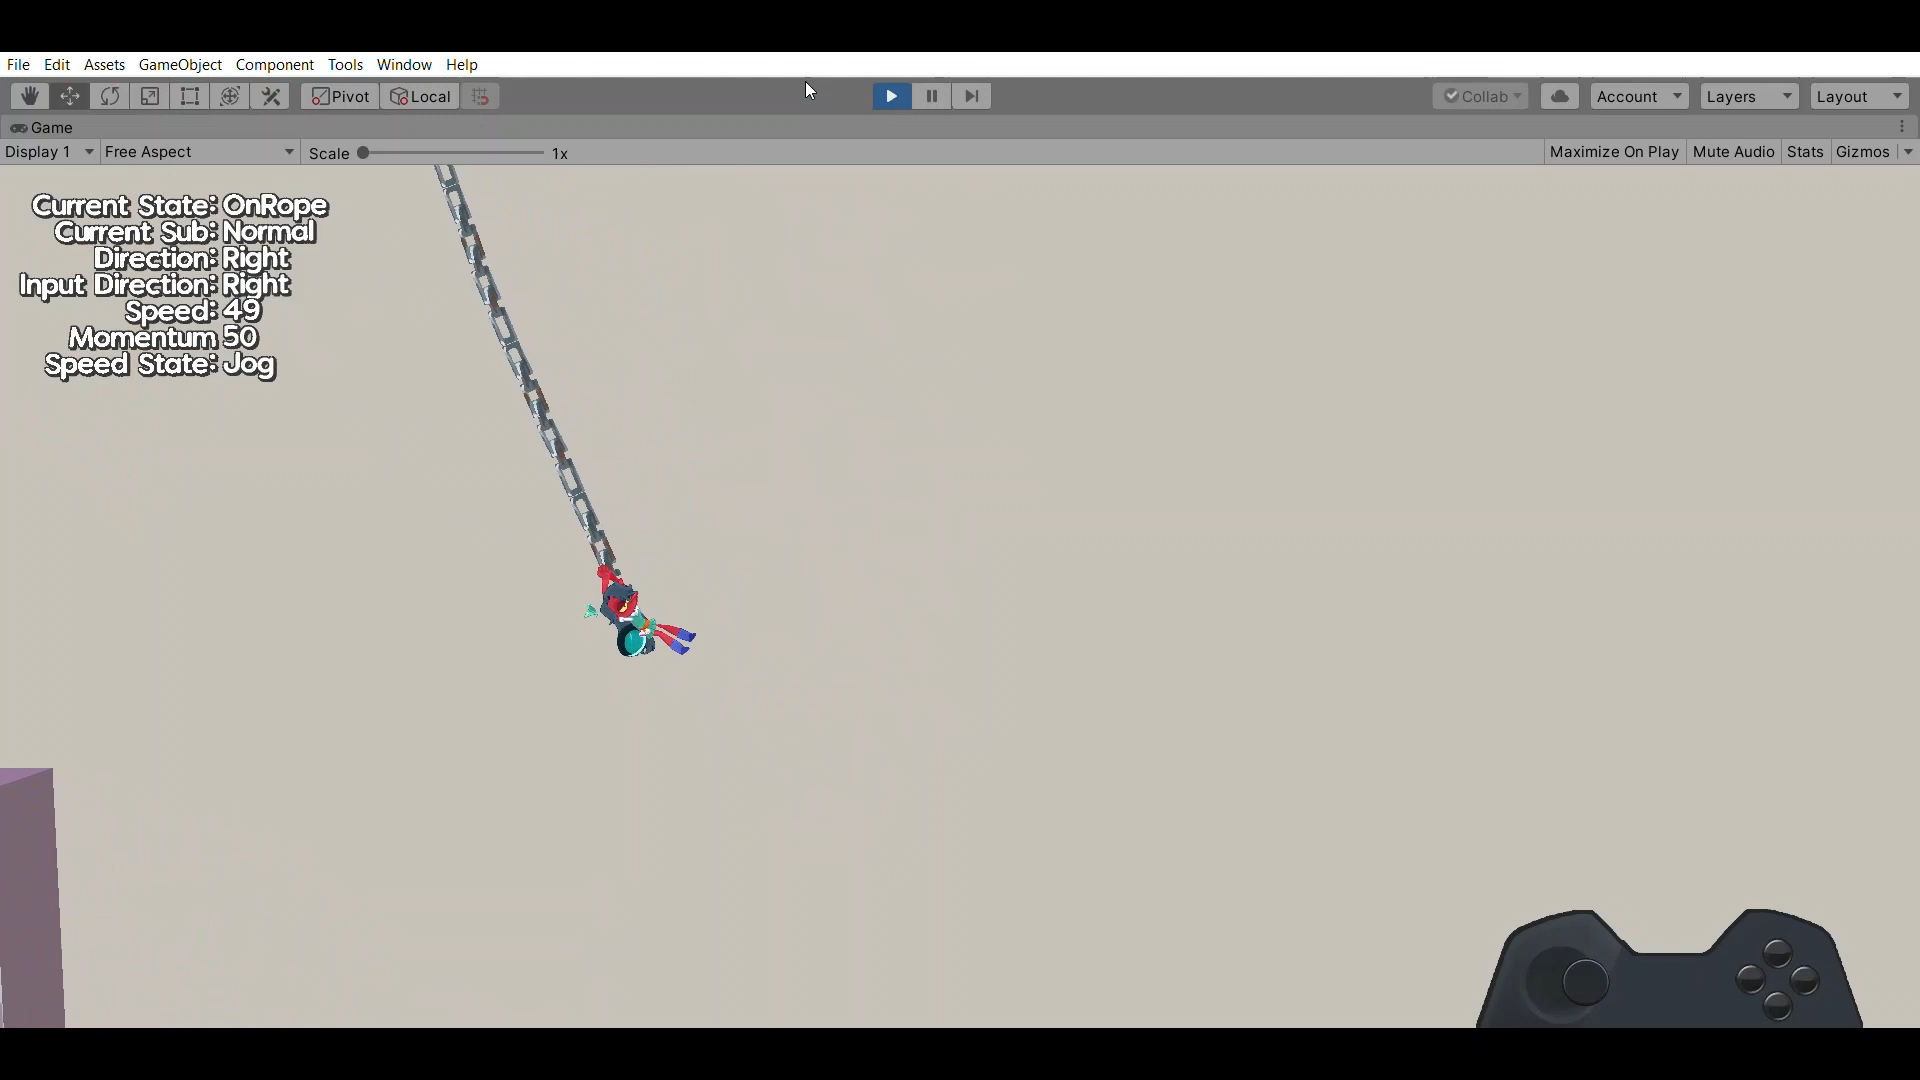 File Edit Assets GameObject Component Tools Window Help
Pivot Local Collab Account Layers Layout
Game
Display 1 Free Aspect Scale 1x Maximize On Play Mute Audio Stats Gizmos
Current State: OnRope
Current Sub: Normal
Direction: Right
Input Direction: Right
Speed: 49
Momentum 50
Speed State: Jog